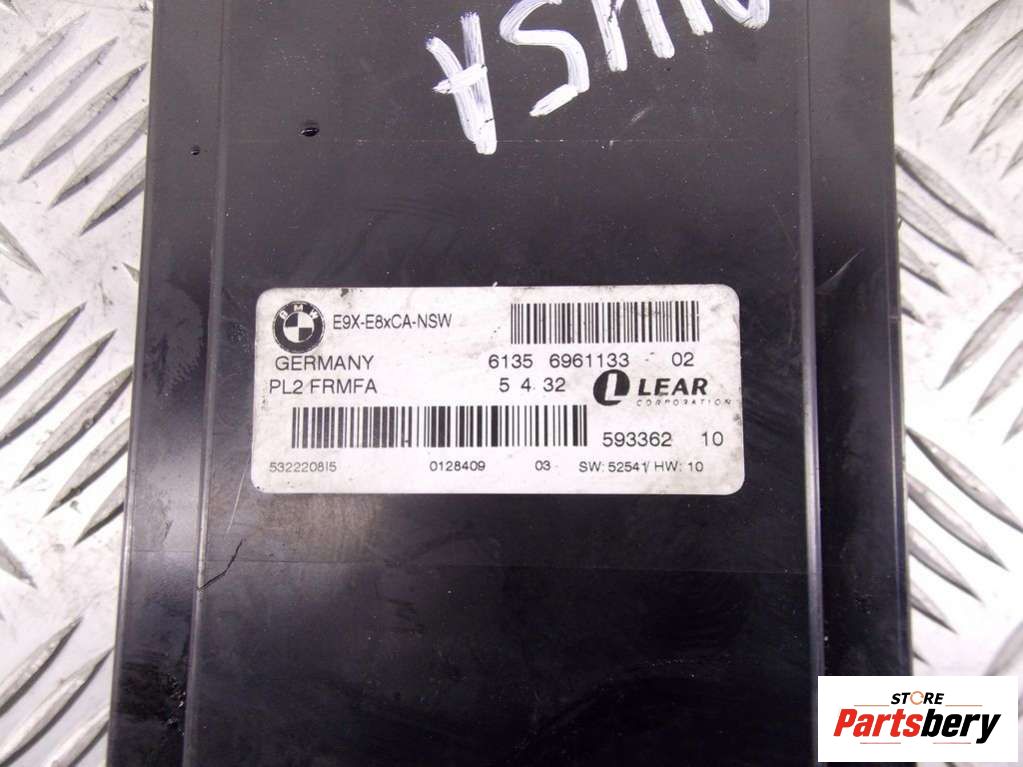 BMW
E9X-E8xCA-NSW
GERMANY
6135 6961133 02
PL2 FRMFA
5 4 32
LEAR
CORPORATION
593362 10
532220815
0128409 03 SW: 52541/ HW: 10
STORE
Partsbery